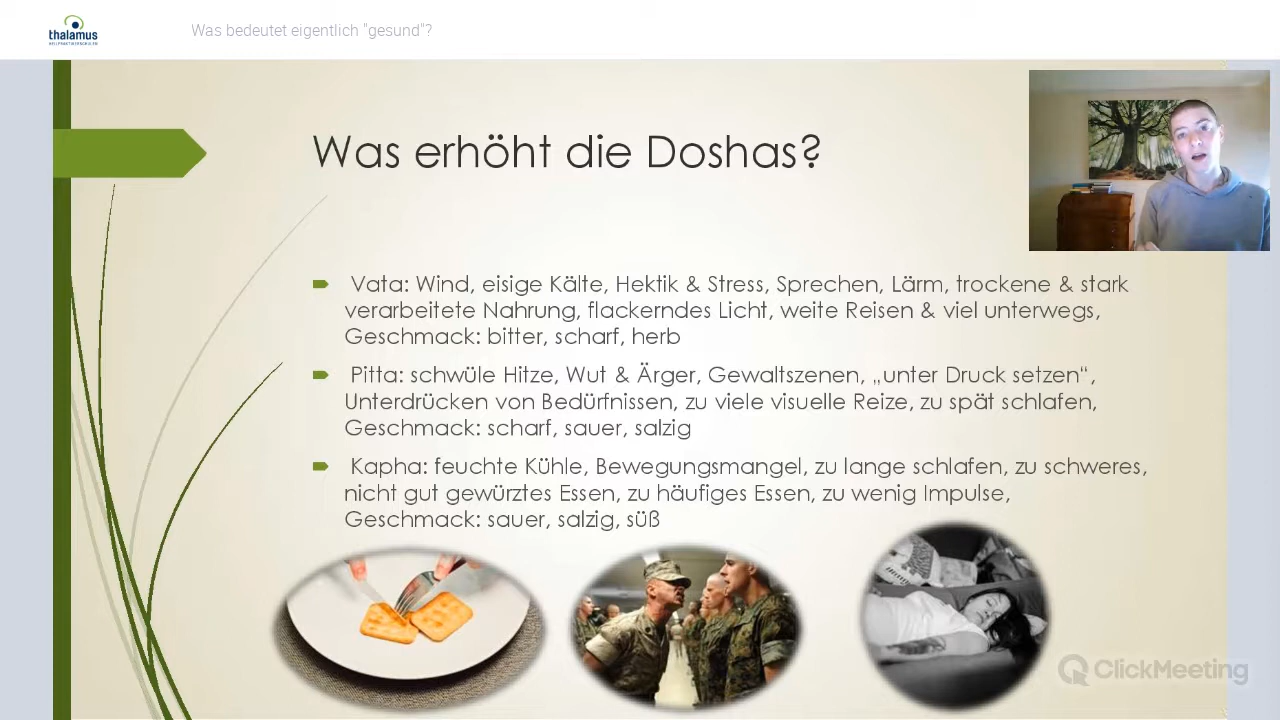 thalamus
HEILPRAKTIKERSCHULEN
Was bedeutet eigentlich "gesund"?
Was erhöht die Doshas?
Vata: Wind, eisige Kälte, Hektik & Stress, Sprechen, Lärm, trockene & stark
verarbeitete Nahrung, flackerndes Licht, weite Reisen & viel unterwegs,
Geschmack: bitter, scharf, herb
Pitta: schwüle Hitze, Wut & Ärger, Gewaltszenen, „unter Druck setzen“,
Unterdrücken von Bedürfnissen, zu viele visuelle Reize, zu spät schlafen,
Geschmack: scharf, sauer, salzig
Kapha: feuchte Kühle, Bewegungsmangel, zu lange schlafen, zu schweres,
nicht gut gewürztes Essen, zu häufiges Essen, zu wenig Impulse,
Geschmack: sauer, salzig, süß
ClickMeeting